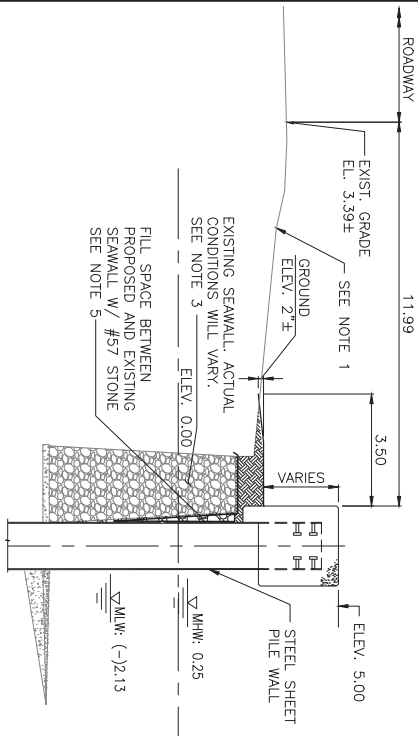 ROADWAY
11.99
EXIST. GRADE
EL. 3.39±
SEE NOTE 1
GROUND
ELEV. 2"±
3.50
VARIES
ELEV. 5.00
EXISTING SEAWALL. ACTUAL
CONDITIONS WILL VARY.
SEE NOTE 3
ELEV. 0.00
FILL SPACE BETWEEN
PROPOSED AND EXISTING
SEAWALL W/ #57 STONE
SEE NOTE 5
STEEL SHEET
PILE WALL
MHW: 0.25
MLW: (-)2.13